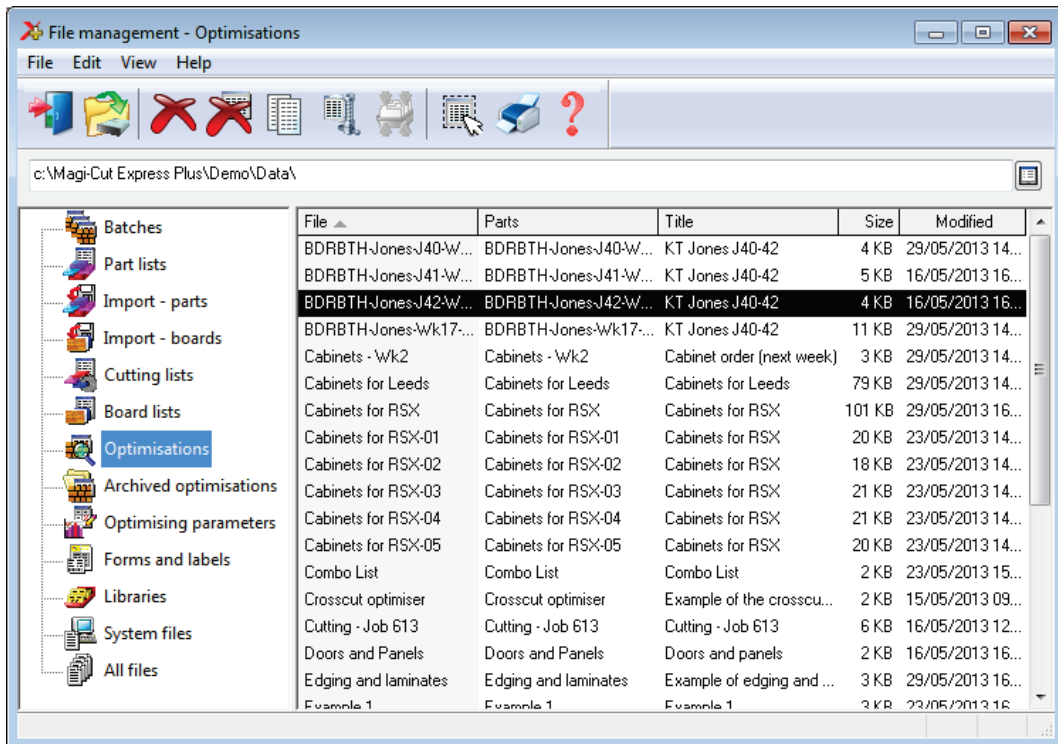 File management - Optimisations
File Edit View Help
c:\Magi-Cut Express Plus\Demo\Data\
Batches
Part lists
Import - parts
Import - boards
Cutting lists
Board lists
Optimisations
Archived optimisations
Optimising parameters
Forms and labels
Libraries
System files
All files
File Parts Title Size Modified
BDRBTH-Jones-J40-W... BDRBTH-Jones-J40-W... KT Jones J40-42 4 KB 29/05/2013 14...
BDRBTH-Jones-J41-W... BDRBTH-Jones-J41-W... KT Jones J40-42 5 KB 16/05/2013 16...
BDRBTH-Jones-J42-W... BDRBTH-Jones-J42-W... KT Jones J40-42 4 KB 16/05/2013 16...
BDRBTH-Jones-Wk17-... BDRBTH-Jones-Wk17-... KT Jones J40-42 11 KB 29/05/2013 14...
Cabinets - Wk2 Cabinets - Wk2 Cabinet order (next week) 3 KB 29/05/2013 14...
Cabinets for Leeds Cabinets for Leeds Cabinets for Leeds 79 KB 29/05/2013 14...
Cabinets for RSX Cabinets for RSX Cabinets for RSX 101 KB 29/05/2013 16...
Cabinets for RSX-01 Cabinets for RSX-01 Cabinets for RSX 20 KB 23/05/2013 14...
Cabinets for RSX-02 Cabinets for RSX-02 Cabinets for RSX 18 KB 23/05/2013 14...
Cabinets for RSX-03 Cabinets for RSX-03 Cabinets for RSX 21 KB 23/05/2013 14...
Cabinets for RSX-04 Cabinets for RSX-04 Cabinets for RSX 21 KB 23/05/2013 14...
Cabinets for RSX-05 Cabinets for RSX-05 Cabinets for RSX 20 KB 23/05/2013 14...
Combo List Combo List Combo List 2 KB 23/05/2013 15...
Crosscut optimiser Crosscut optimiser Example of the crosscu... 2 KB 15/05/2013 09...
Cutting - Job 613 Cutting - Job 613 Cutting - Job 613 6 KB 16/05/2013 12...
Doors and Panels Doors and Panels Doors and panels 2 KB 16/05/2013 16...
Edging and laminates Edging and laminates Example of edging and ... 3 KB 29/05/2013 16...
Example 1 Example 1 Example 1 3 KB 23/05/2013 16...